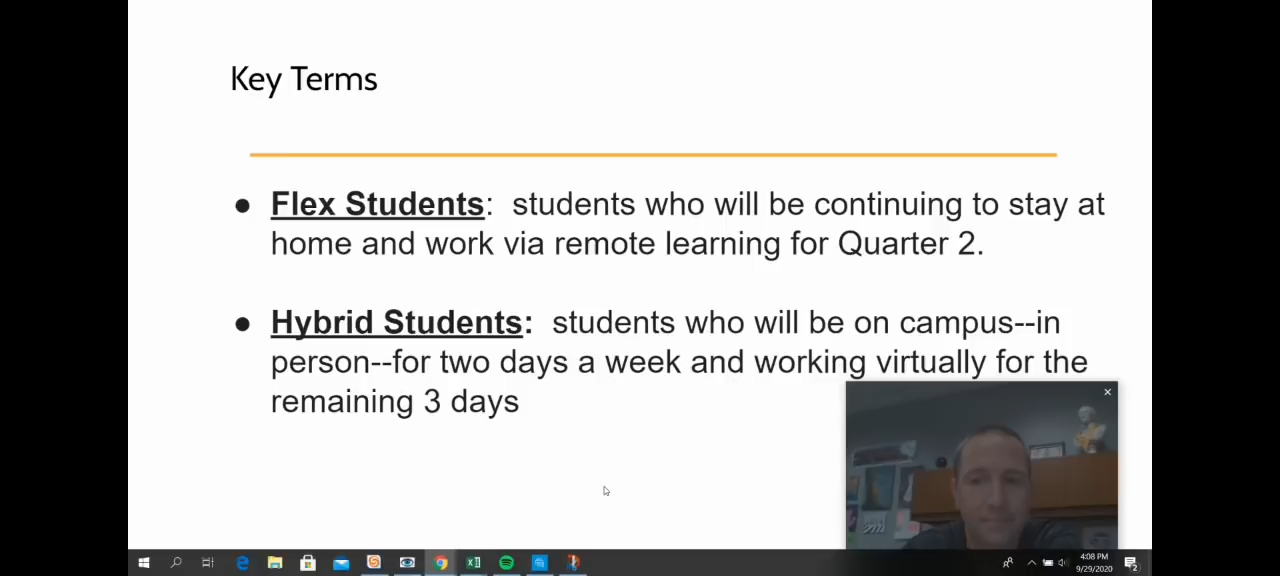 Key Terms
● Flex Students:  students who will be continuing to stay at
home and work via remote learning for Quarter 2.
● Hybrid Students:  students who will be on campus--in
person--for two days a week and working virtually for the
remaining 3 days
4:08 PM
9/29/2020
2